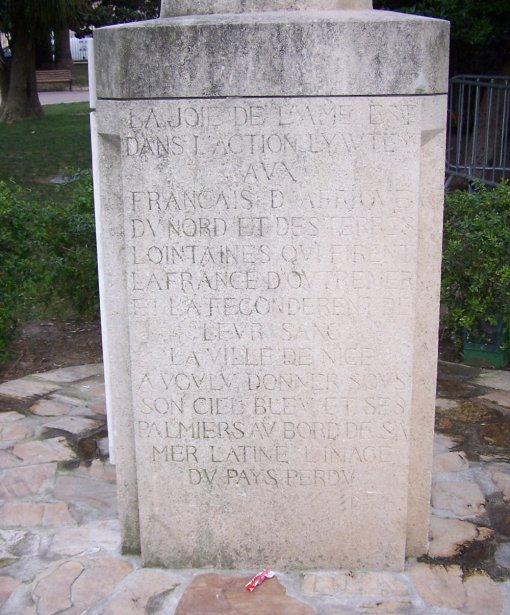 LA JOIE DE L'AME EST
DANS L'ACTION LYAVTEY
AVX
FRANCAIS D'AFRIQVE
DV NORD ET DES TERRES
LOINTAINES QVI FIRENT
LA FRANCE D'OVTREMER
ET LA FECONDERENT DE
LEVR SANG
LA VILLE DE NICE
A VOVLV DONNER SOVS
SON CIEL BLEV ET SES
PALMIERS AV BORD DE SA
MER LATINE L'IMAGE
DV PAYS PERDV